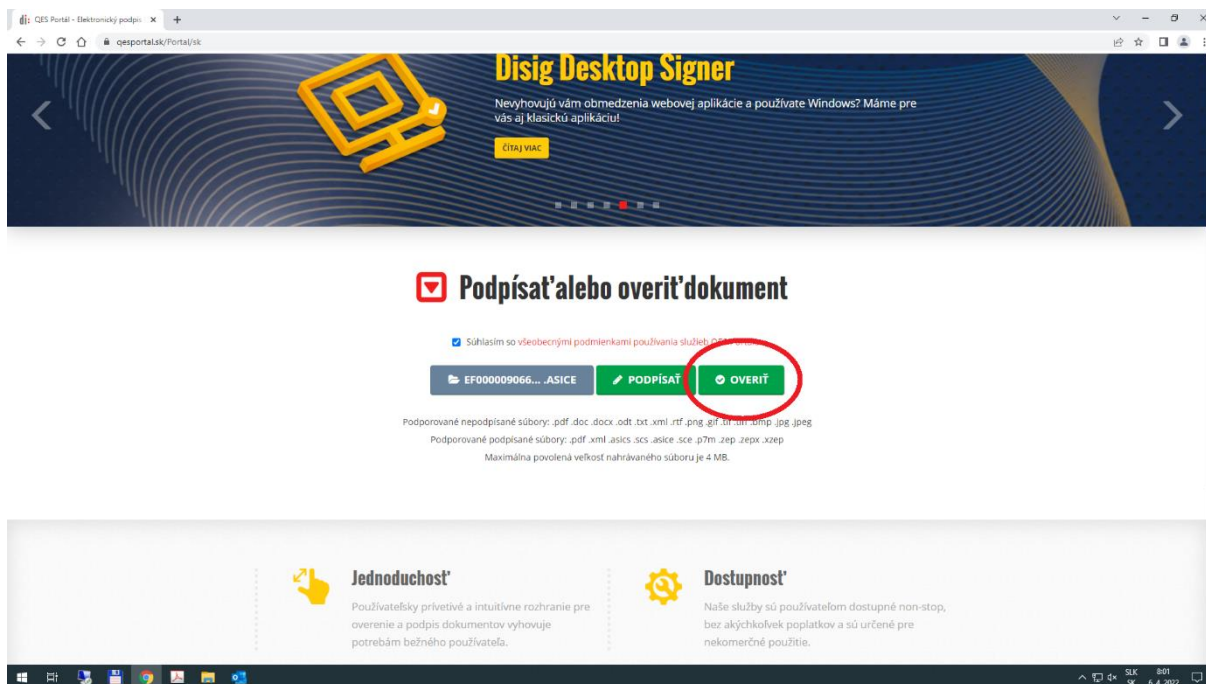 QES Portál - Elektronický podpis
qesportal.sk/Portal/sk
Disig Desktop Signer
Nevyhovujú vám obmedzenia webovej aplikácie a používate Windows? Máme pre
vás aj klasickú aplikáciu!
ČÍTAJ VIAC
Podpísať alebo overiť dokument
Súhlasím so všeobecnými podmienkami používania služieb
EF000009066... .ASICE
PODPÍSAŤ
OVERIŤ
Podporované nepodpísané súbory: .pdf .doc .docx .odt .txt .xml .rtf .png .gif .tif .tiff .bmp .jpg .jpeg
Podporované podpísané súbory: .pdf .xml .asics .scs .asice .sce .p7m .zep .zepx .xzep
Maximálna povolená veľkosť nahrávaného súboru je 4 MB.
Jednoduchosť
Používateľsky prívetivé a intuitívne rozhranie pre
overenie a podpis dokumentov vyhovuje
potrebám bežného používateľa.
Dostupnosť
Naše služby sú používateľom dostupné non-stop,
bez akýchkoľvek poplatkov a sú určené pre
nekomerčné použitie.
SLK
8:01
SK
6. 4. 2022